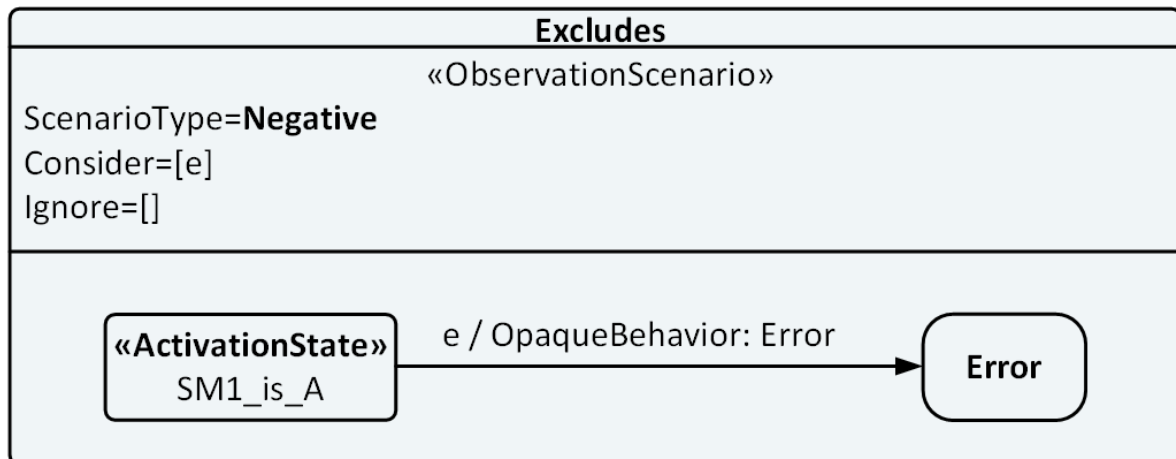 Excludes
«ObservationScenario»
ScenarioType=Negative
Consider=[e]
Ignore=[]
«ActivationState»
SM1_is_A
e / OpaqueBehavior: Error
Error